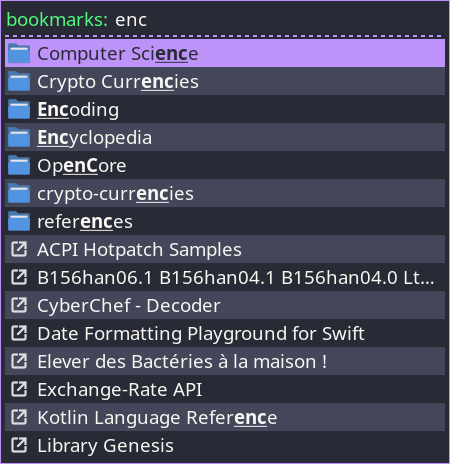 bookmarks: enc
Computer Science
Crypto Currencies
Encoding
Encyclopedia
OpenCore
crypto-currencies
references
ACPI Hotpatch Samples
B156han06.1 B156han04.1 B156han04.0 Lt...
CyberChef - Decoder
Date Formatting Playground for Swift
Elever des Bactéries à la maison !
Exchange-Rate API
Kotlin Language Reference
Library Genesis